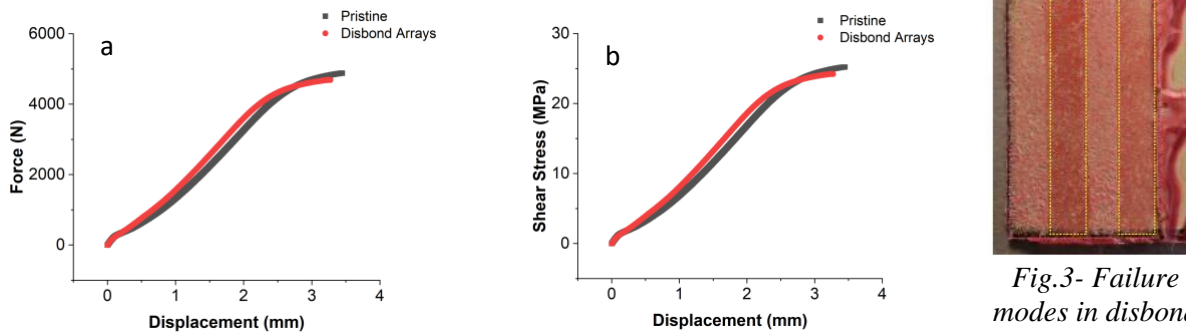 a
Pristine
Disbond Arrays
6000
4000
2000
0
Force (N)
0 1 2 3 4
Displacement (mm)
b
Pristine
Disbond Arrays
30
20
10
0
Shear Stress (MPa)
0 1 2 3 4
Displacement (mm)
Fig.3- Failure
modes in